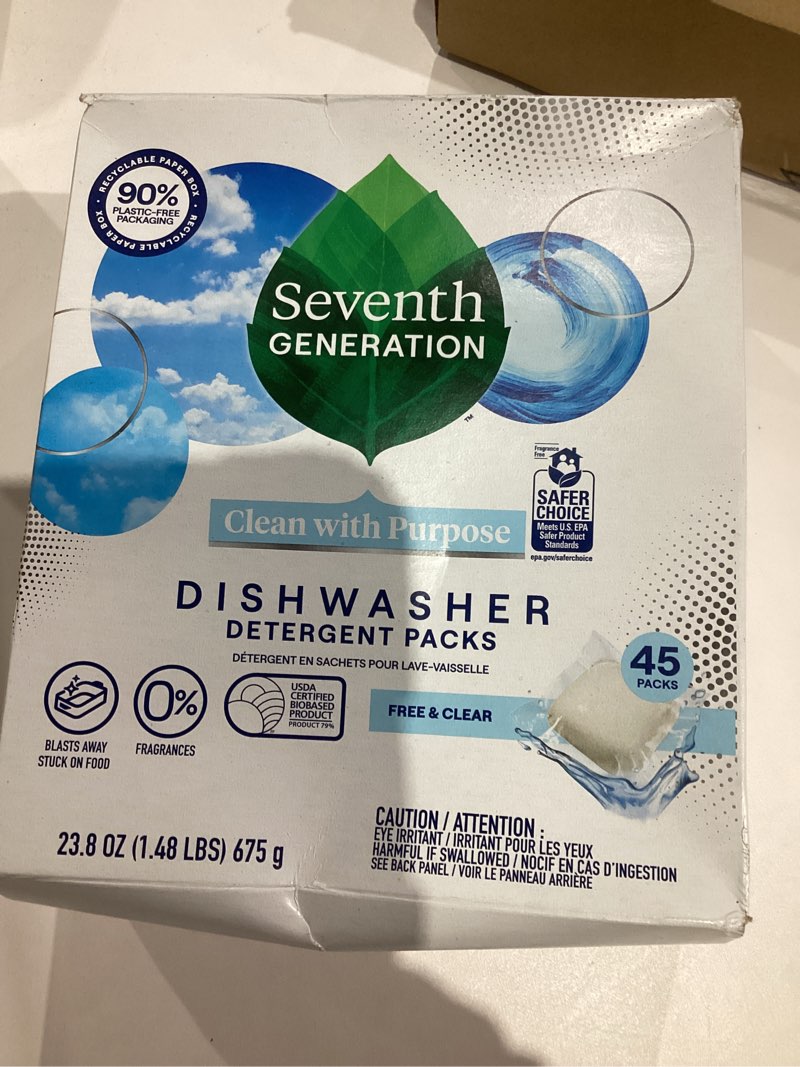 RECYCLABLE PAPER BOX • RECYCLABLE PAPER BOX •
90%
PLASTIC-FREE
PACKAGING
Seventh
GENERATION
TM
Fragrance
Free
SAFER
CHOICE
Meets U.S. EPA
Safer Product
Standards
epa.gov/saferchoice
Clean with Purpose
DISHWASHER
DETERGENT PACKS
DÉTERGENT EN SACHETS POUR LAVE-VAISSELLE
45
PACKS
0%
USDA
CERTIFIED
BIOBASED
PRODUCT
PRODUCT 79%
FREE & CLEAR
BLASTS AWAY
STUCK ON FOOD
FRAGRANCES
23.8 OZ (1.48 LBS) 675 g
CAUTION / ATTENTION :
EYE IRRITANT / IRRITANT POUR LES YEUX
HARMFUL IF SWALLOWED / NOCIF EN CAS D'INGESTION
SEE BACK PANEL / VOIR LE PANNEAU ARRIÈRE